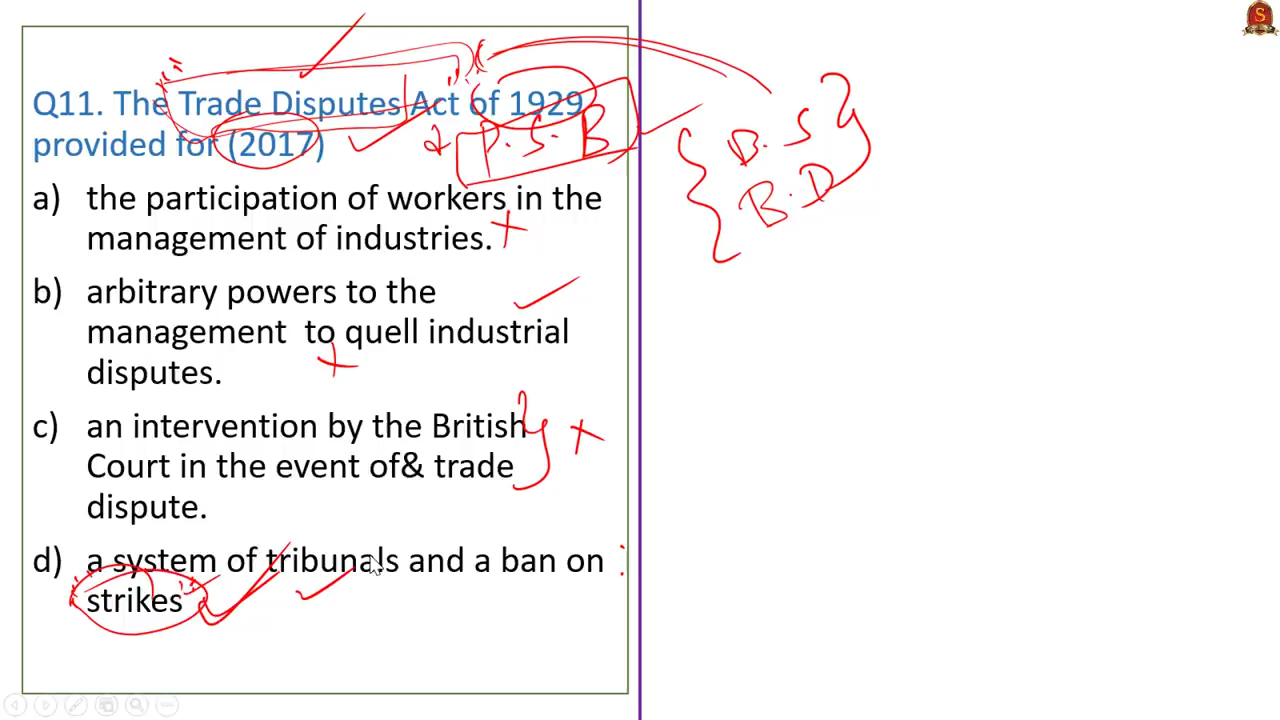 Q11. The Trade Disputes Act of 1929
provided for (2017)
& P. S. B
B. S
B. D
a) the participation of workers in the
management of industries.
b) arbitrary powers to the
management to quell industrial
disputes.
c) an intervention by the British
Court in the event of& trade
dispute.
d) a system of tribunals and a ban on
strikes
S